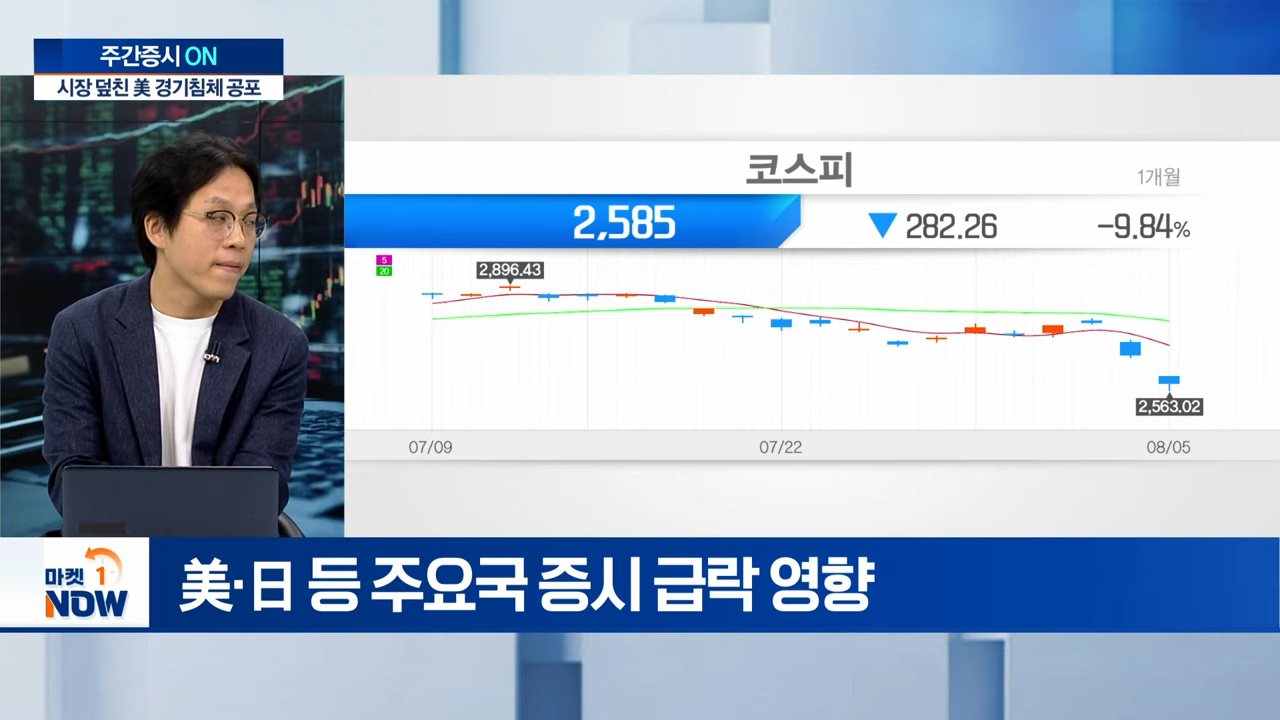 주간증시 ON
시장 덮친 美 경기침체 공포
코스피
1개월
2,585
▼ 282.26
-9.84%
5
20
2,896.43
2,563.02
07/09
07/22
08/05
마켓 1
NOW
美·日 등 주요국 증시 급락 영향